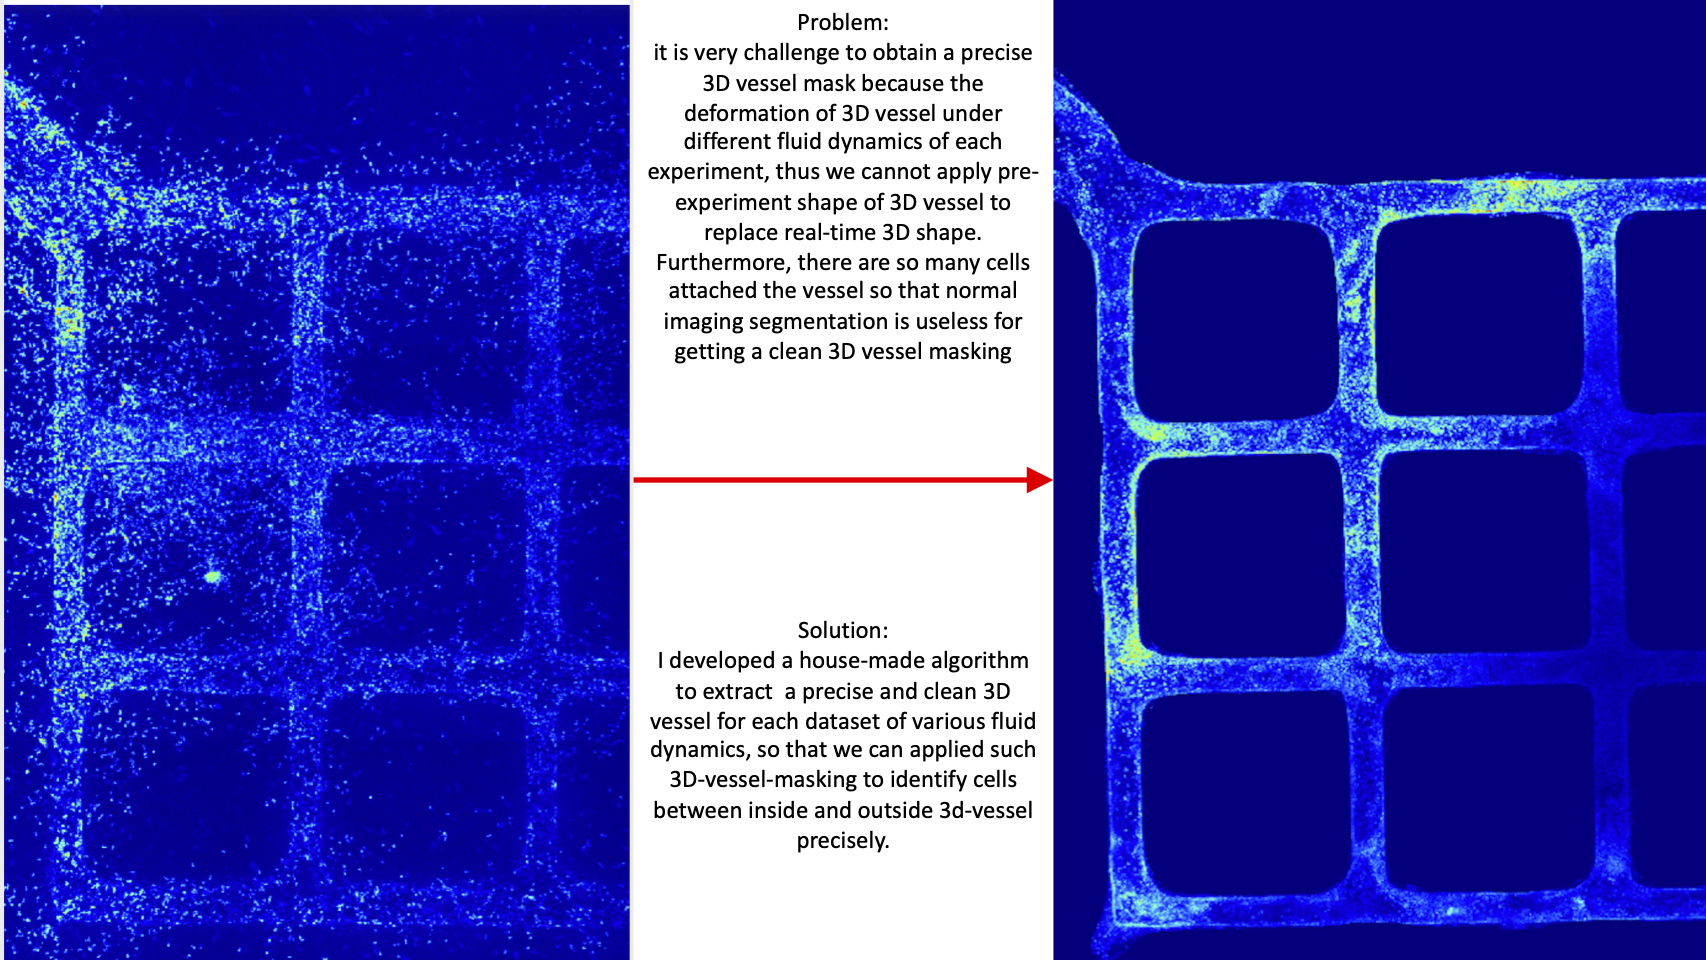 Problem:
it is very challenge to obtain a precise
3D vessel mask because the
deformation of 3D vessel under
different fluid dynamics of each
experiment, thus we cannot apply pre-
experiment shape of 3D vessel to
replace real-time 3D shape.
Furthermore, there are so many cells
attached the vessel so that normal
imaging segmentation is useless for
getting a clean 3D vessel masking
Solution:
I developed a house-made algorithm
to extract  a precise and clean 3D
vessel for each dataset of various fluid
dynamics, so that we can applied such
3D-vessel-masking to identify cells
between inside and outside 3d-vessel
precisely.